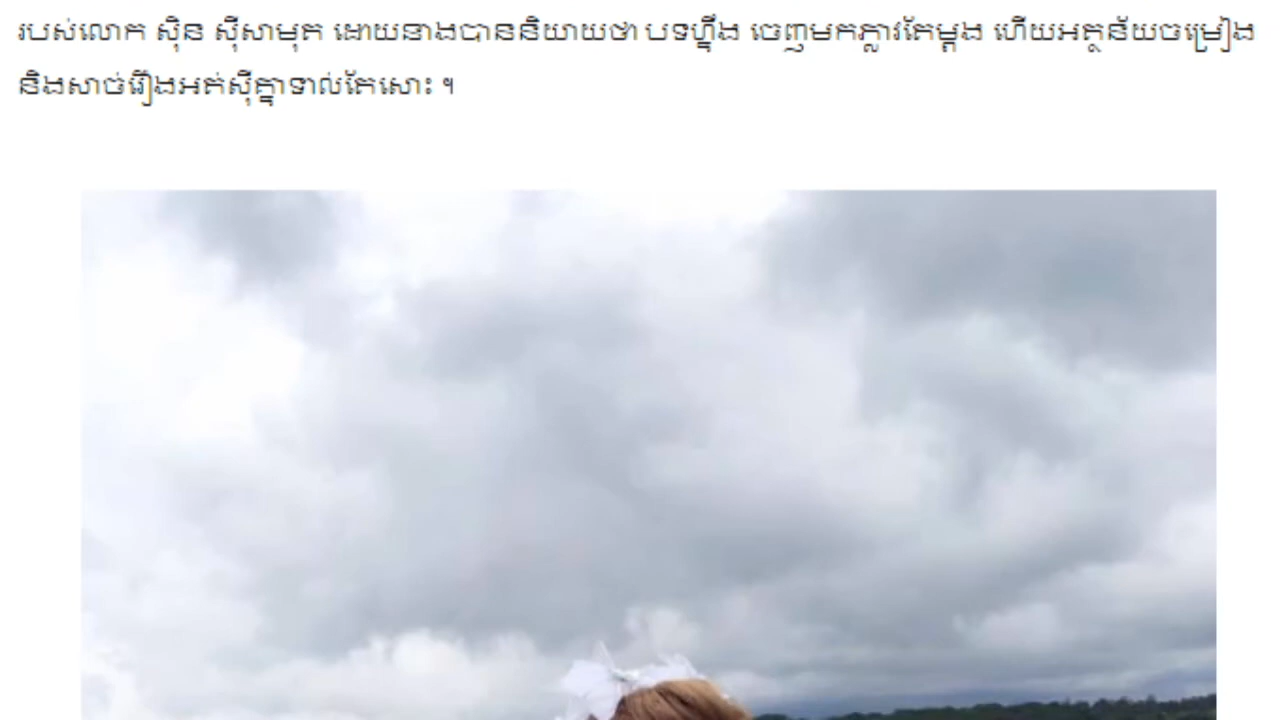 របស់លោក ស៊ិន ស៊ីសាមុត ដោយនាងបាននិយាយថា បទហ្នឹង ចេញមកភ្លាវតែម្ដង ហើយអត្ថន័យចម្រៀង
និងសាច់រឿងអត់ស៊ីគ្នាទាល់តែសោះ ។